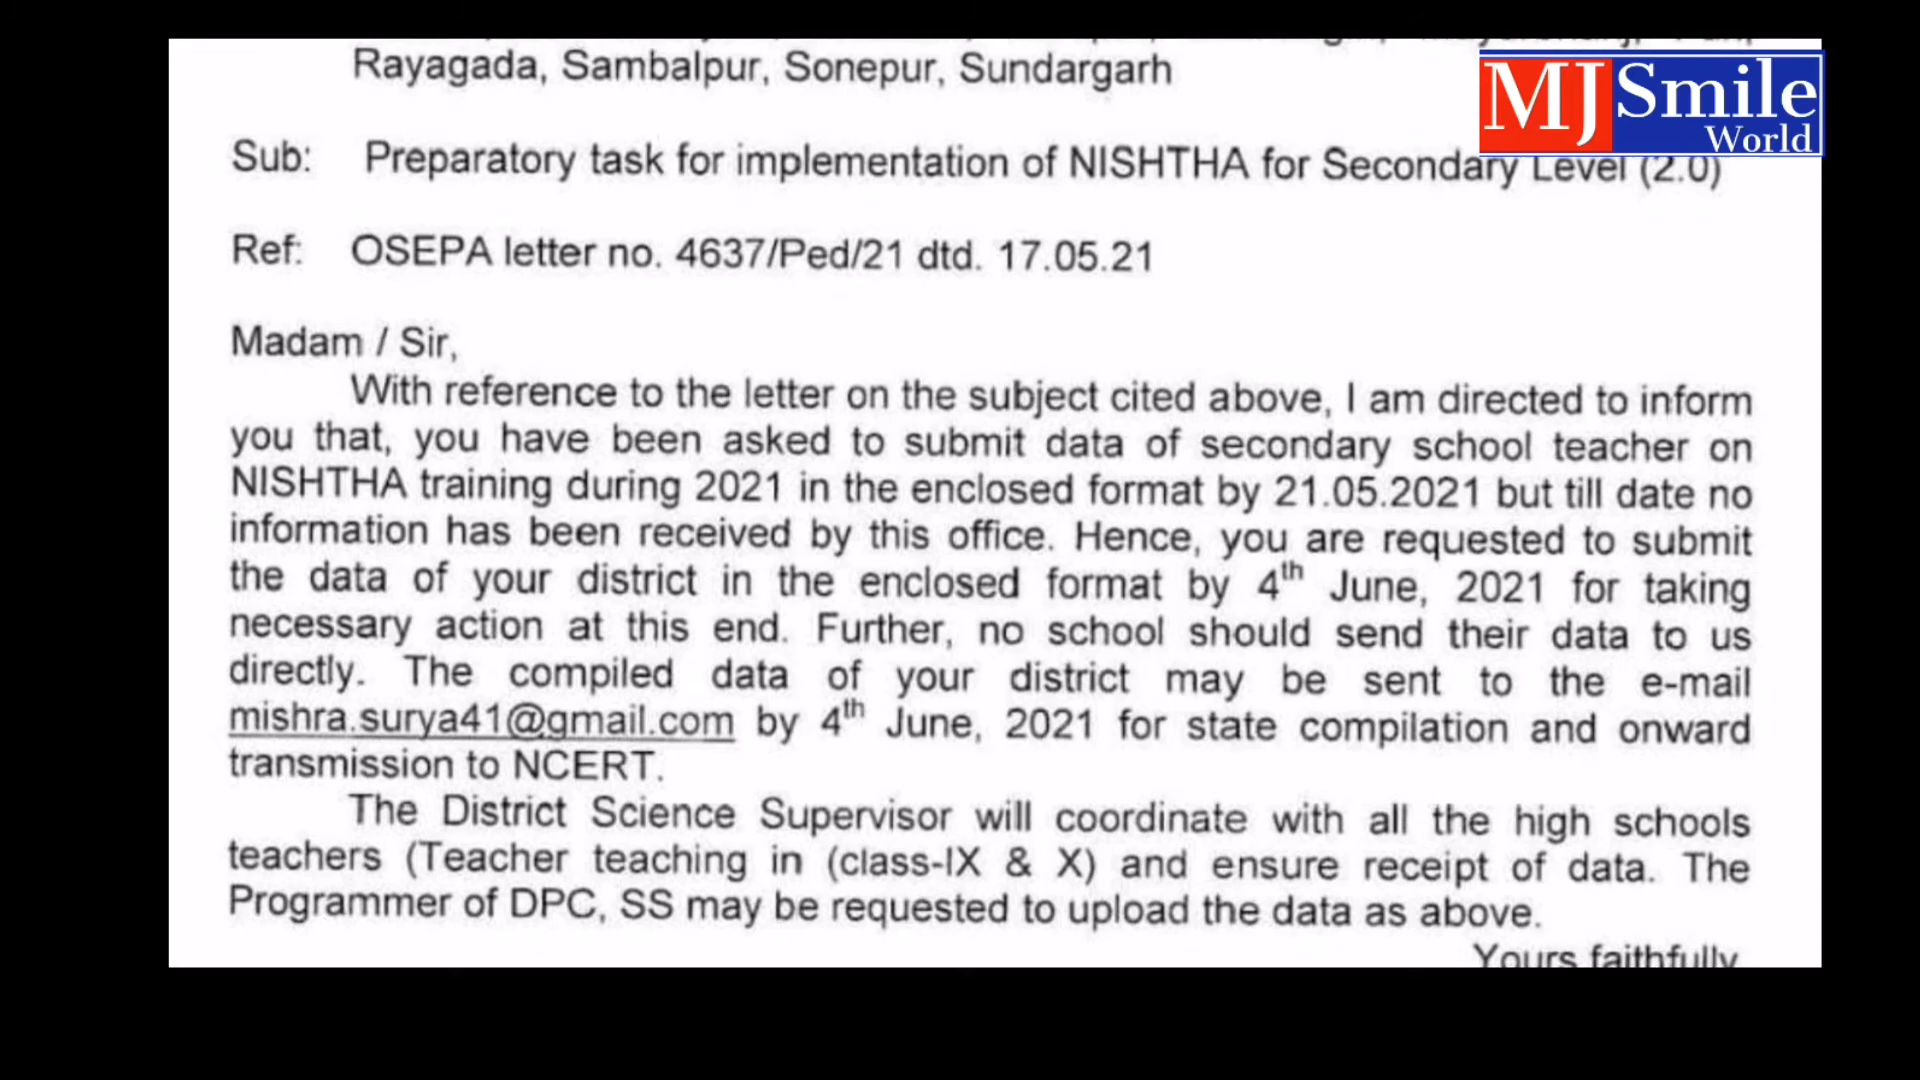 Rayagada, Sambalpur, Sonepur, Sundargarh
MJ Smile
World
Sub: Preparatory task for implementation of NISHTHA for Secondary Level (2.0)
Ref: OSEPA letter no. 4637/Ped/21 dtd. 17.05.21
Madam / Sir,
With reference to the letter on the subject cited above, I am directed to inform
you that, you have been asked to submit data of secondary school teacher on
NISHTHA training during 2021 in the enclosed format by 21.05.2021 but till date no
information has been received by this office. Hence, you are requested to submit
the data of your district in the enclosed format by 4th June, 2021 for taking
necessary action at this end. Further, no school should send their data to us
directly. The compiled data of your district may be sent to the e-mail
mishra.surya41@gmail.com by 4th June, 2021 for state compilation and onward
transmission to NCERT.
The District Science Supervisor will coordinate with all the high schools
teachers (Teacher teaching in (class-IX & X) and ensure receipt of data. The
Programmer of DPC, SS may be requested to upload the data as above.
Yours faithfully